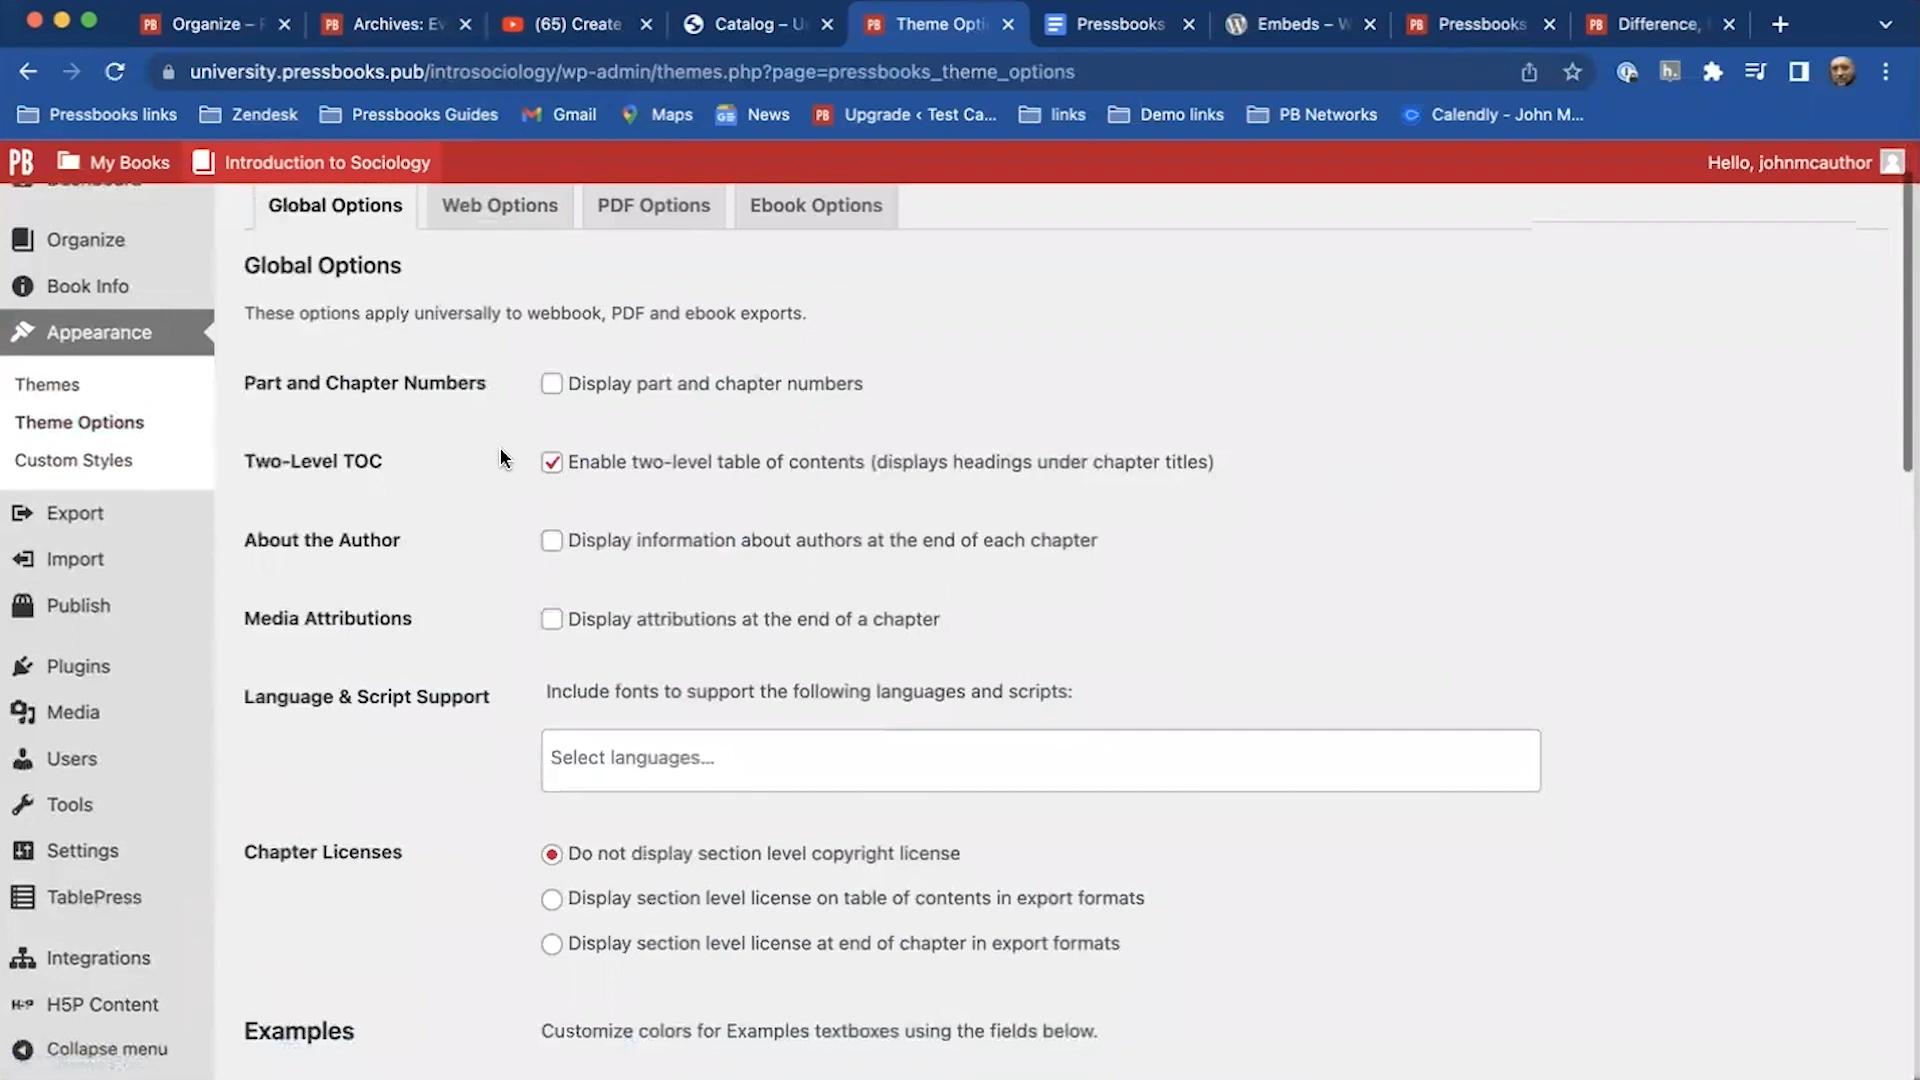 Organize –
Archives: Ev
(65) Create
Catalog – U
Theme Opti
Pressbooks
Embeds – W
Pressbooks
Difference,
university.pressbooks.pub/introsociology/wp-admin/themes.php?page=pressbooks_theme_options
Pressbooks links
Zendesk
Pressbooks Guides
Gmail
Maps
News
Upgrade ‹ Test Ca...
links
Demo links
PB Networks
Calendly - John M...
PB My Books Introduction to Sociology
Hello, johnmcauthor
Dashboard
Organize
Book Info
Appearance
Themes
Theme Options
Custom Styles
Export
Import
Publish
Plugins
Media
Users
Tools
Settings
TablePress
Integrations
H5P Content
Collapse menu
Global Options
Web Options
PDF Options
Ebook Options
Global Options
These options apply universally to webbook, PDF and ebook exports.
Part and Chapter Numbers
Display part and chapter numbers
Two-Level TOC
Enable two-level table of contents (displays headings under chapter titles)
About the Author
Display information about authors at the end of each chapter
Media Attributions
Display attributions at the end of a chapter
Language & Script Support
Include fonts to support the following languages and scripts:
Select languages...
Chapter Licenses
Do not display section level copyright license
Display section level license on table of contents in export formats
Display section level license at end of chapter in export formats
Examples
Customize colors for Examples textboxes using the fields below.